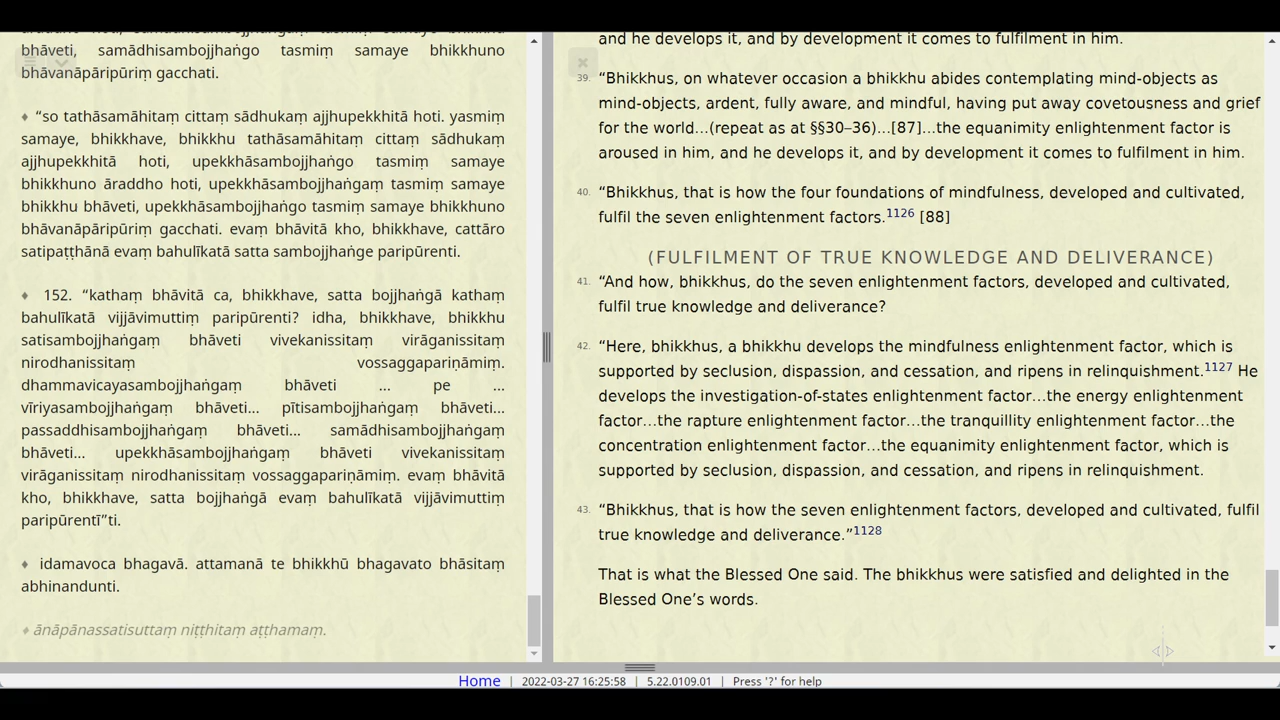 bhāveti, samādhisambojjhaṅgo tasmiṃ samaye bhikkhuno
bhāvanāpāripūriṃ gacchati.
♦ “so tathāsamāhitaṃ cittaṃ sādhukaṃ ajjhupekkhitā hoti. yasmiṃ
samaye, bhikkhave, bhikkhu tathāsamāhitaṃ cittaṃ sādhukaṃ
ajjhupekkhitā hoti, upekkhāsambojjhaṅgo tasmiṃ samaye
bhikkhuno āraddho hoti, upekkhāsambojjhaṅgaṃ tasmiṃ samaye
bhikkhu bhāveti, upekkhāsambojjhaṅgo tasmiṃ samaye bhikkhuno
bhāvanāpāripūriṃ gacchati. evaṃ bhāvitā kho, bhikkhave, cattāro
satipaṭṭhānā evaṃ bahulīkatā satta sambojjhaṅge paripūrenti.
♦ 152. “kathaṃ bhāvitā ca, bhikkhave, satta bojjhaṅgā kathaṃ
bahulīkatā vijjāvimuttiṃ paripūrenti? idha, bhikkhave, bhikkhu
satisambojjhaṅgaṃ bhāveti vivekanissitaṃ virāganissitaṃ
nirodhanissitaṃ vossaggapariṇāmiṃ.
dhammavicayasambojjhaṅgaṃ bhāveti ... pe ...
vīriyasambojjhaṅgaṃ bhāveti... pītisambojjhaṅgaṃ bhāveti...
passaddhisambojjhaṅgaṃ bhāveti... samādhisambojjhaṅgaṃ
bhāveti... upekkhāsambojjhaṅgaṃ bhāveti vivekanissitaṃ
virāganissitaṃ nirodhanissitaṃ vossaggapariṇāmiṃ. evaṃ bhāvitā
kho, bhikkhave, satta bojjhaṅgā evaṃ bahulīkatā vijjāvimuttiṃ
paripūrentī”ti.
♦ idamavoca bhagavā. attamanā te bhikkhū bhagavato bhāsitaṃ
abhinandunti.
♦ ānāpānassatisuttaṃ niṭṭhitaṃ aṭṭhamaṃ.
and he develops it, and by development it comes to fulfilment in him.
39. “Bhikkhus, on whatever occasion a bhikkhu abides contemplating mind-objects as
mind-objects, ardent, fully aware, and mindful, having put away covetousness and grief
for the world…(repeat as at §§30–36)…[87]…the equanimity enlightenment factor is
aroused in him, and he develops it, and by development it comes to fulfilment in him.
40. “Bhikkhus, that is how the four foundations of mindfulness, developed and cultivated,
fulfil the seven enlightenment factors.1126 [88]
(FULFILMENT OF TRUE KNOWLEDGE AND DELIVERANCE)
41. “And how, bhikkhus, do the seven enlightenment factors, developed and cultivated,
fulfil true knowledge and deliverance?
42. “Here, bhikkhus, a bhikkhu develops the mindfulness enlightenment factor, which is
supported by seclusion, dispassion, and cessation, and ripens in relinquishment.1127 He
develops the investigation-of-states enlightenment factor…the energy enlightenment
factor…the rapture enlightenment factor…the tranquillity enlightenment factor…the
concentration enlightenment factor…the equanimity enlightenment factor, which is
supported by seclusion, dispassion, and cessation, and ripens in relinquishment.
43. “Bhikkhus, that is how the seven enlightenment factors, developed and cultivated, fulfil
true knowledge and deliverance.”1128
That is what the Blessed One said. The bhikkhus were satisfied and delighted in the
Blessed One’s words.
Home | 2022-03-27 16:25:58 | 5.22.0109.01 | Press '?' for help